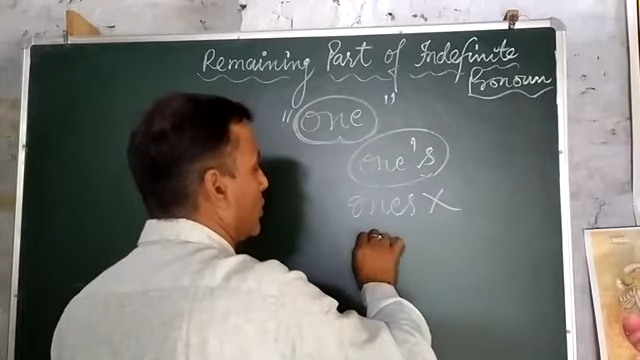 Remaining Part of Indefinite
Pronoun
"one"
one's
ones X